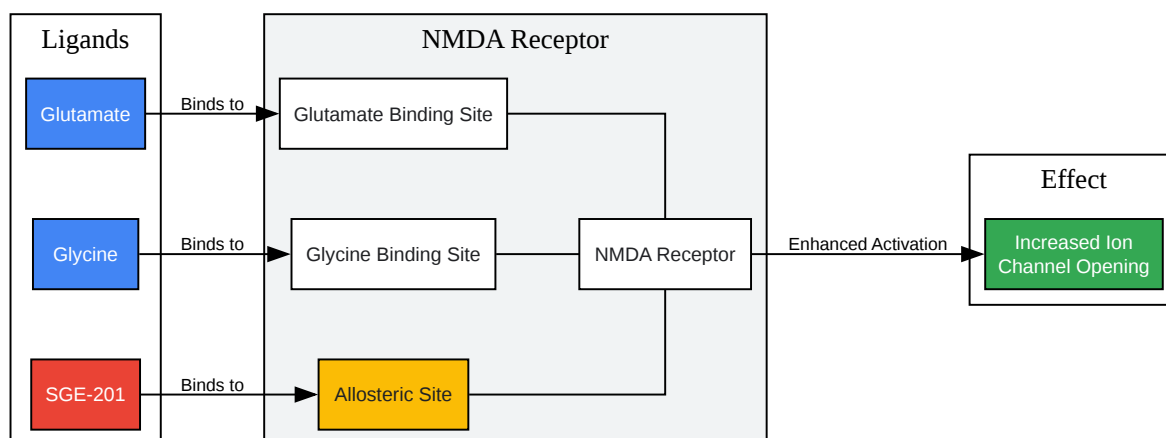 Ligands
NMDA Receptor
Glutamate
Binds to
Glutamate Binding Site
Effect
Glycine
Binds to
Glycine Binding Site
NMDA Receptor
Enhanced Activation
Increased Ion
Channel Opening
SGE-201
Binds to
Allosteric Site